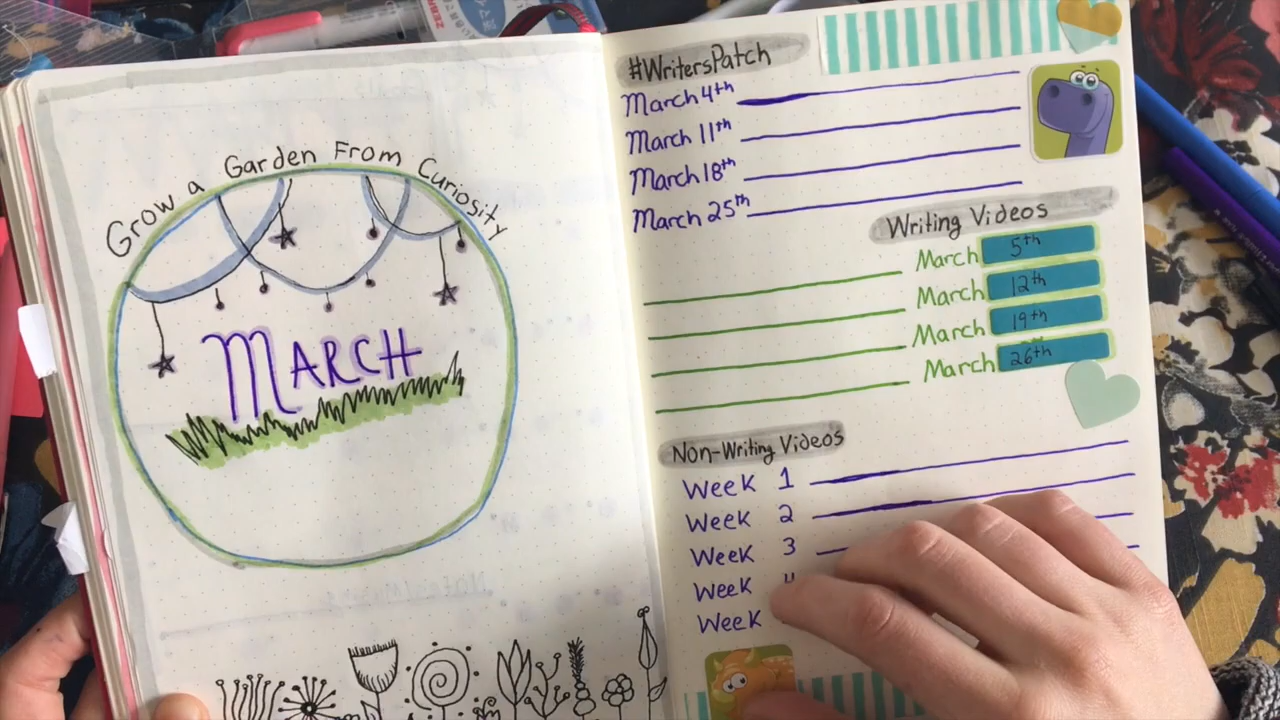 Grow a Garden From Curiosity
MARCH
#WritersPatch
March 4th
March 11th
March 18th
March 25th
Writing Videos
March 5th
March 12th
March 19th
March 26th
Non-Writing Videos
Week 1
Week 2
Week 3
Week
Week